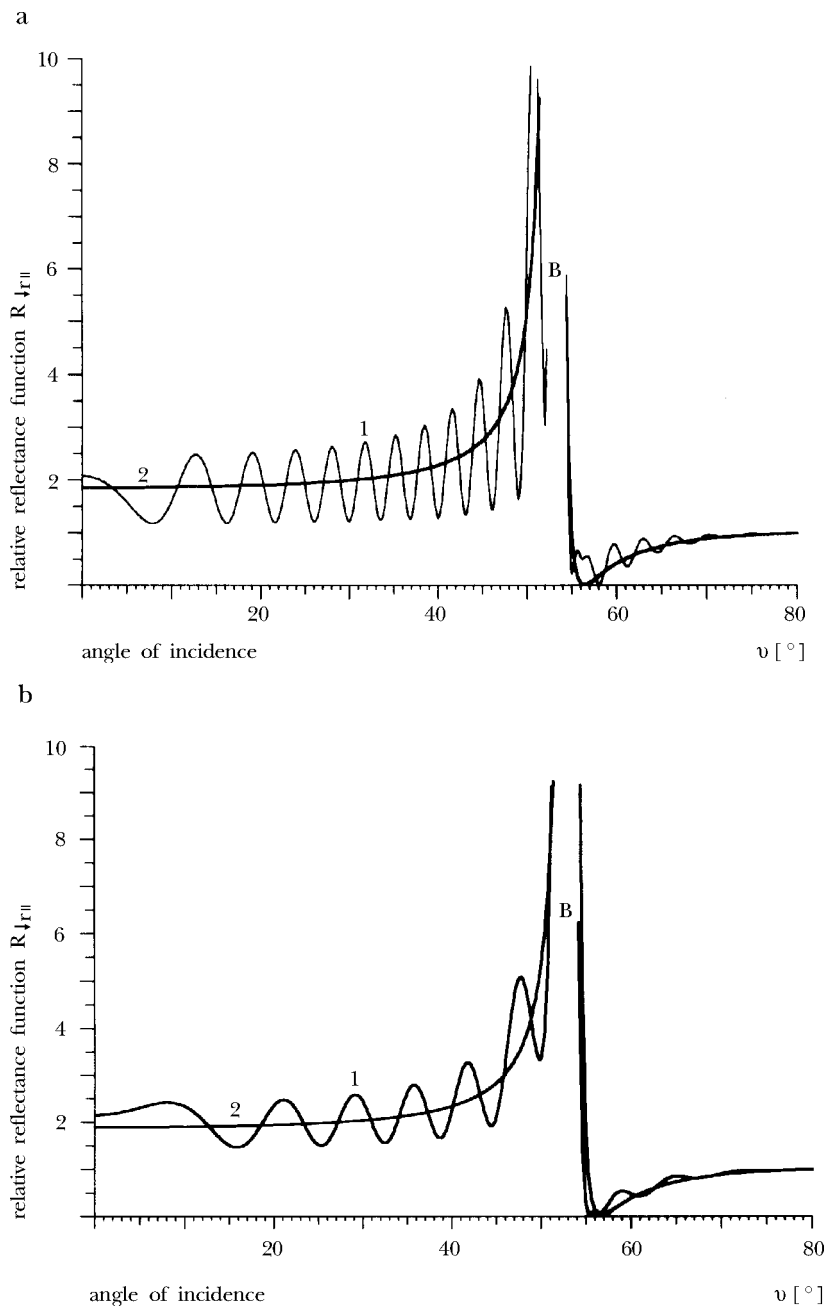 a
10
8
6
4
2
B
1
2
relative reflectance function R↓r||
20
40
60
80
angle of incidence
υ [ ° ]
b
10
8
6
4
2
B
1
2
relative reflectance function R↓r||
20
40
60
80
angle of incidence
υ [ ° ]